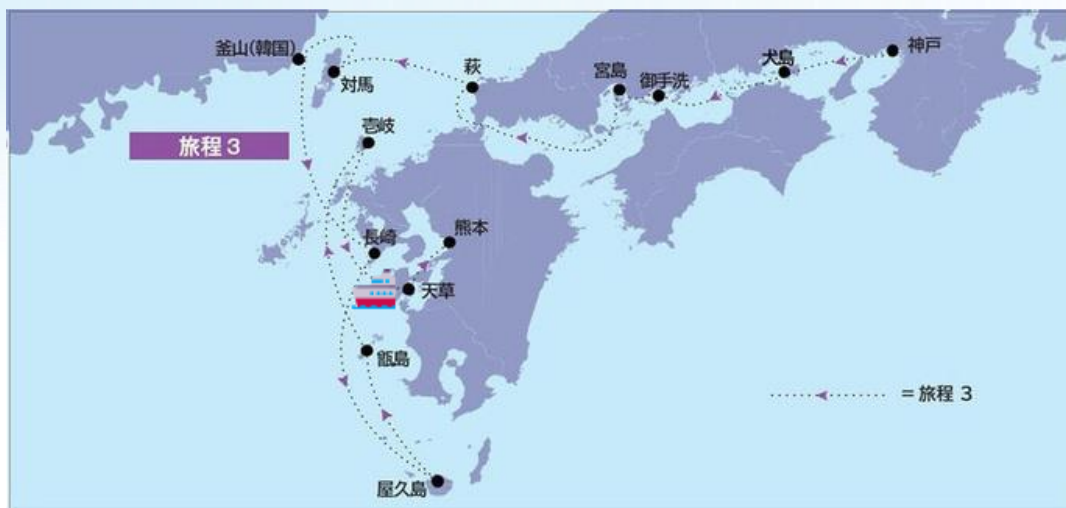 釜山(韓国)
対馬
萩
宮島
御手洗
犬島
神戸
旅程 3
壱岐
熊本
長崎
天草
甑島
= 旅程 3
屋久島